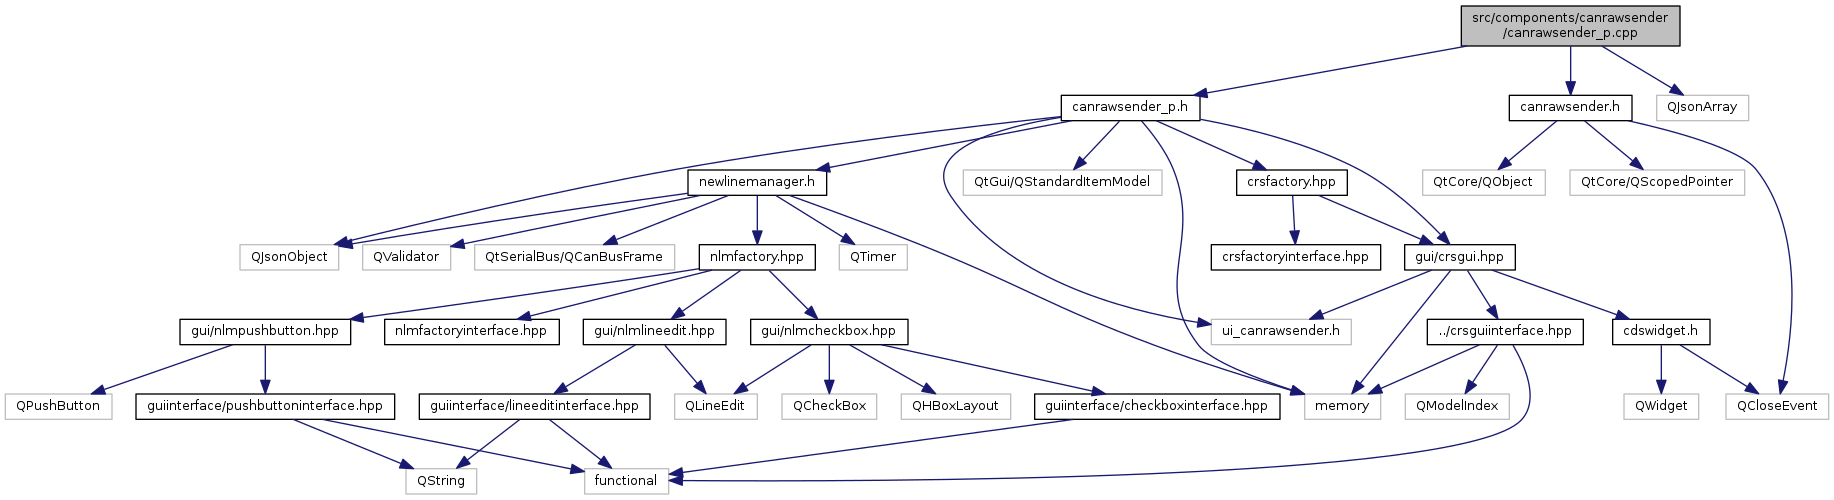 src/components/canrawsender
/canrawsender_p.cpp
canrawsender_p.h
canrawsender.h
QJsonArray
newlinemanager.h
QtGui/QStandardItemModel
crsfactory.hpp
QtCore/QObject
QtCore/QScopedPointer
QJsonObject
QValidator
QtSerialBus/QCanBusFrame
nlmfactory.hpp
QTimer
crsfactoryinterface.hpp
gui/crsgui.hpp
gui/nlmpushbutton.hpp
nlmfactoryinterface.hpp
gui/nlmlineedit.hpp
gui/nlmcheckbox.hpp
ui_canrawsender.h
../crsguiinterface.hpp
cdswidget.h
QPushButton
guiinterface/pushbuttoninterface.hpp
guiinterface/lineeditinterface.hpp
QLineEdit
QCheckBox
QHBoxLayout
guiinterface/checkboxinterface.hpp
memory
QModelIndex
QWidget
QCloseEvent
QString
functional